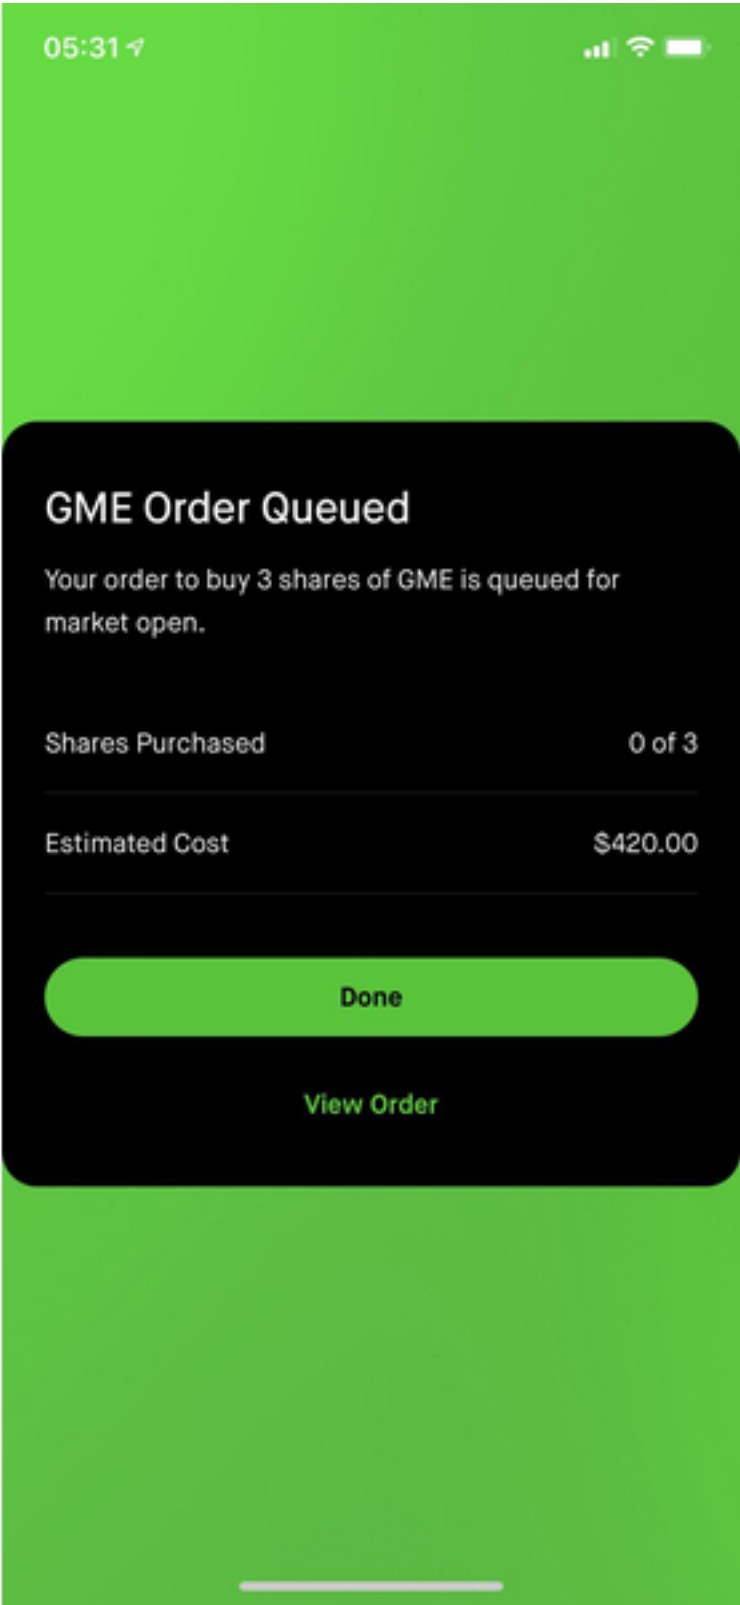 05:31
GME Order Queued
Your order to buy 3 shares of GME is queued for
market open.
Shares Purchased 0 of 3
Estimated Cost $420.00
Done
View Order